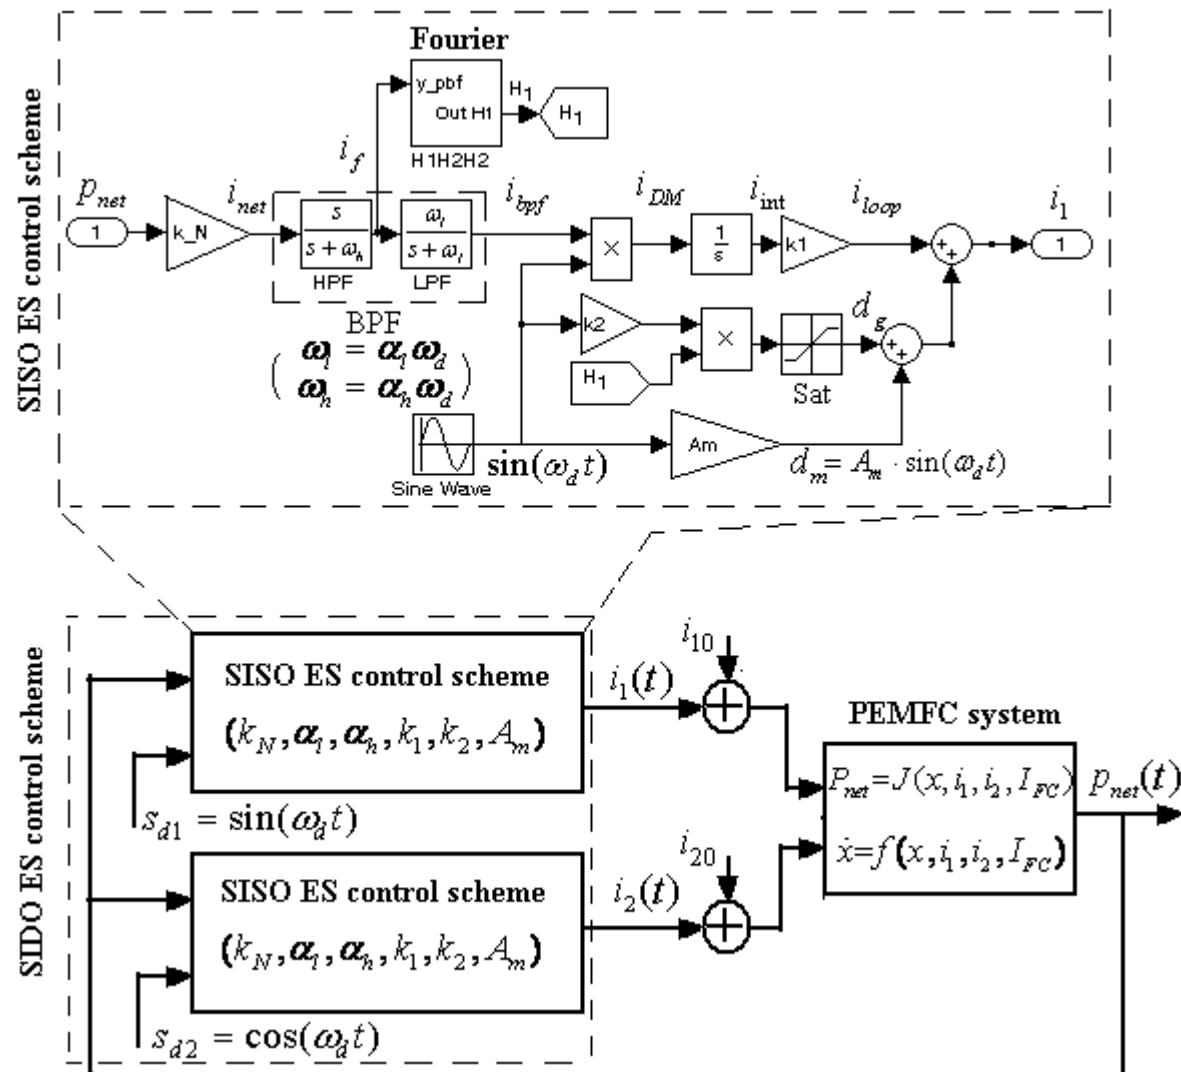 SISO ES control scheme
Fourier
y_pbf
Out H1
H1H2H2
H1
H1
p_net
1
k_N
i_net
i_f
s
s + ω_h
HPF
ω_l
s + ω_l
LPF
BPF
( ω_l = α_l ω_d
ω_h = α_h ω_d )
i_bpf
×
i_DM
1
s
i_int
k1
i_loop
++
i_1
1
k2
H1
×
Sat
d_g
++
Sine Wave
sin(ω_d t)
Am
d_m = A_m · sin(ω_d t)
SIDO ES control scheme
SISO ES control scheme
(k_N, α_l, α_h, k_1, k_2, A_m)
s_d1 = sin(ω_d t)
i_1(t)
i_10
+
SISO ES control scheme
(k_N, α_l, α_h, k_1, k_2, A_m)
s_d2 = cos(ω_d t)
i_2(t)
i_20
+
PEMFC system
P_net = J(x, i_1, i_2, I_FC)
ẋ = f(x, i_1, i_2, I_FC)
p_net(t)